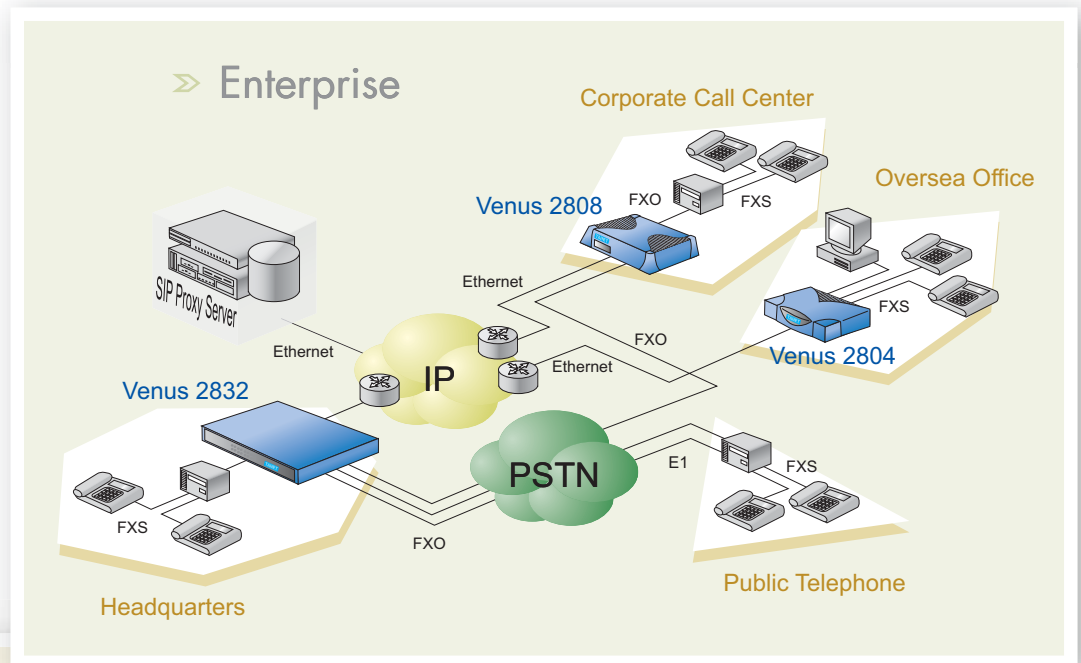 » Enterprise
Corporate Call Center
Oversea Office
Venus 2808
FXO
FXS
SIP Proxy Server
Ethernet
FXS
Ethernet
FXO
Venus 2804
IP
Ethernet
Venus 2832
PSTN
E1
FXS
FXS
FXO
Public Telephone
Headquarters